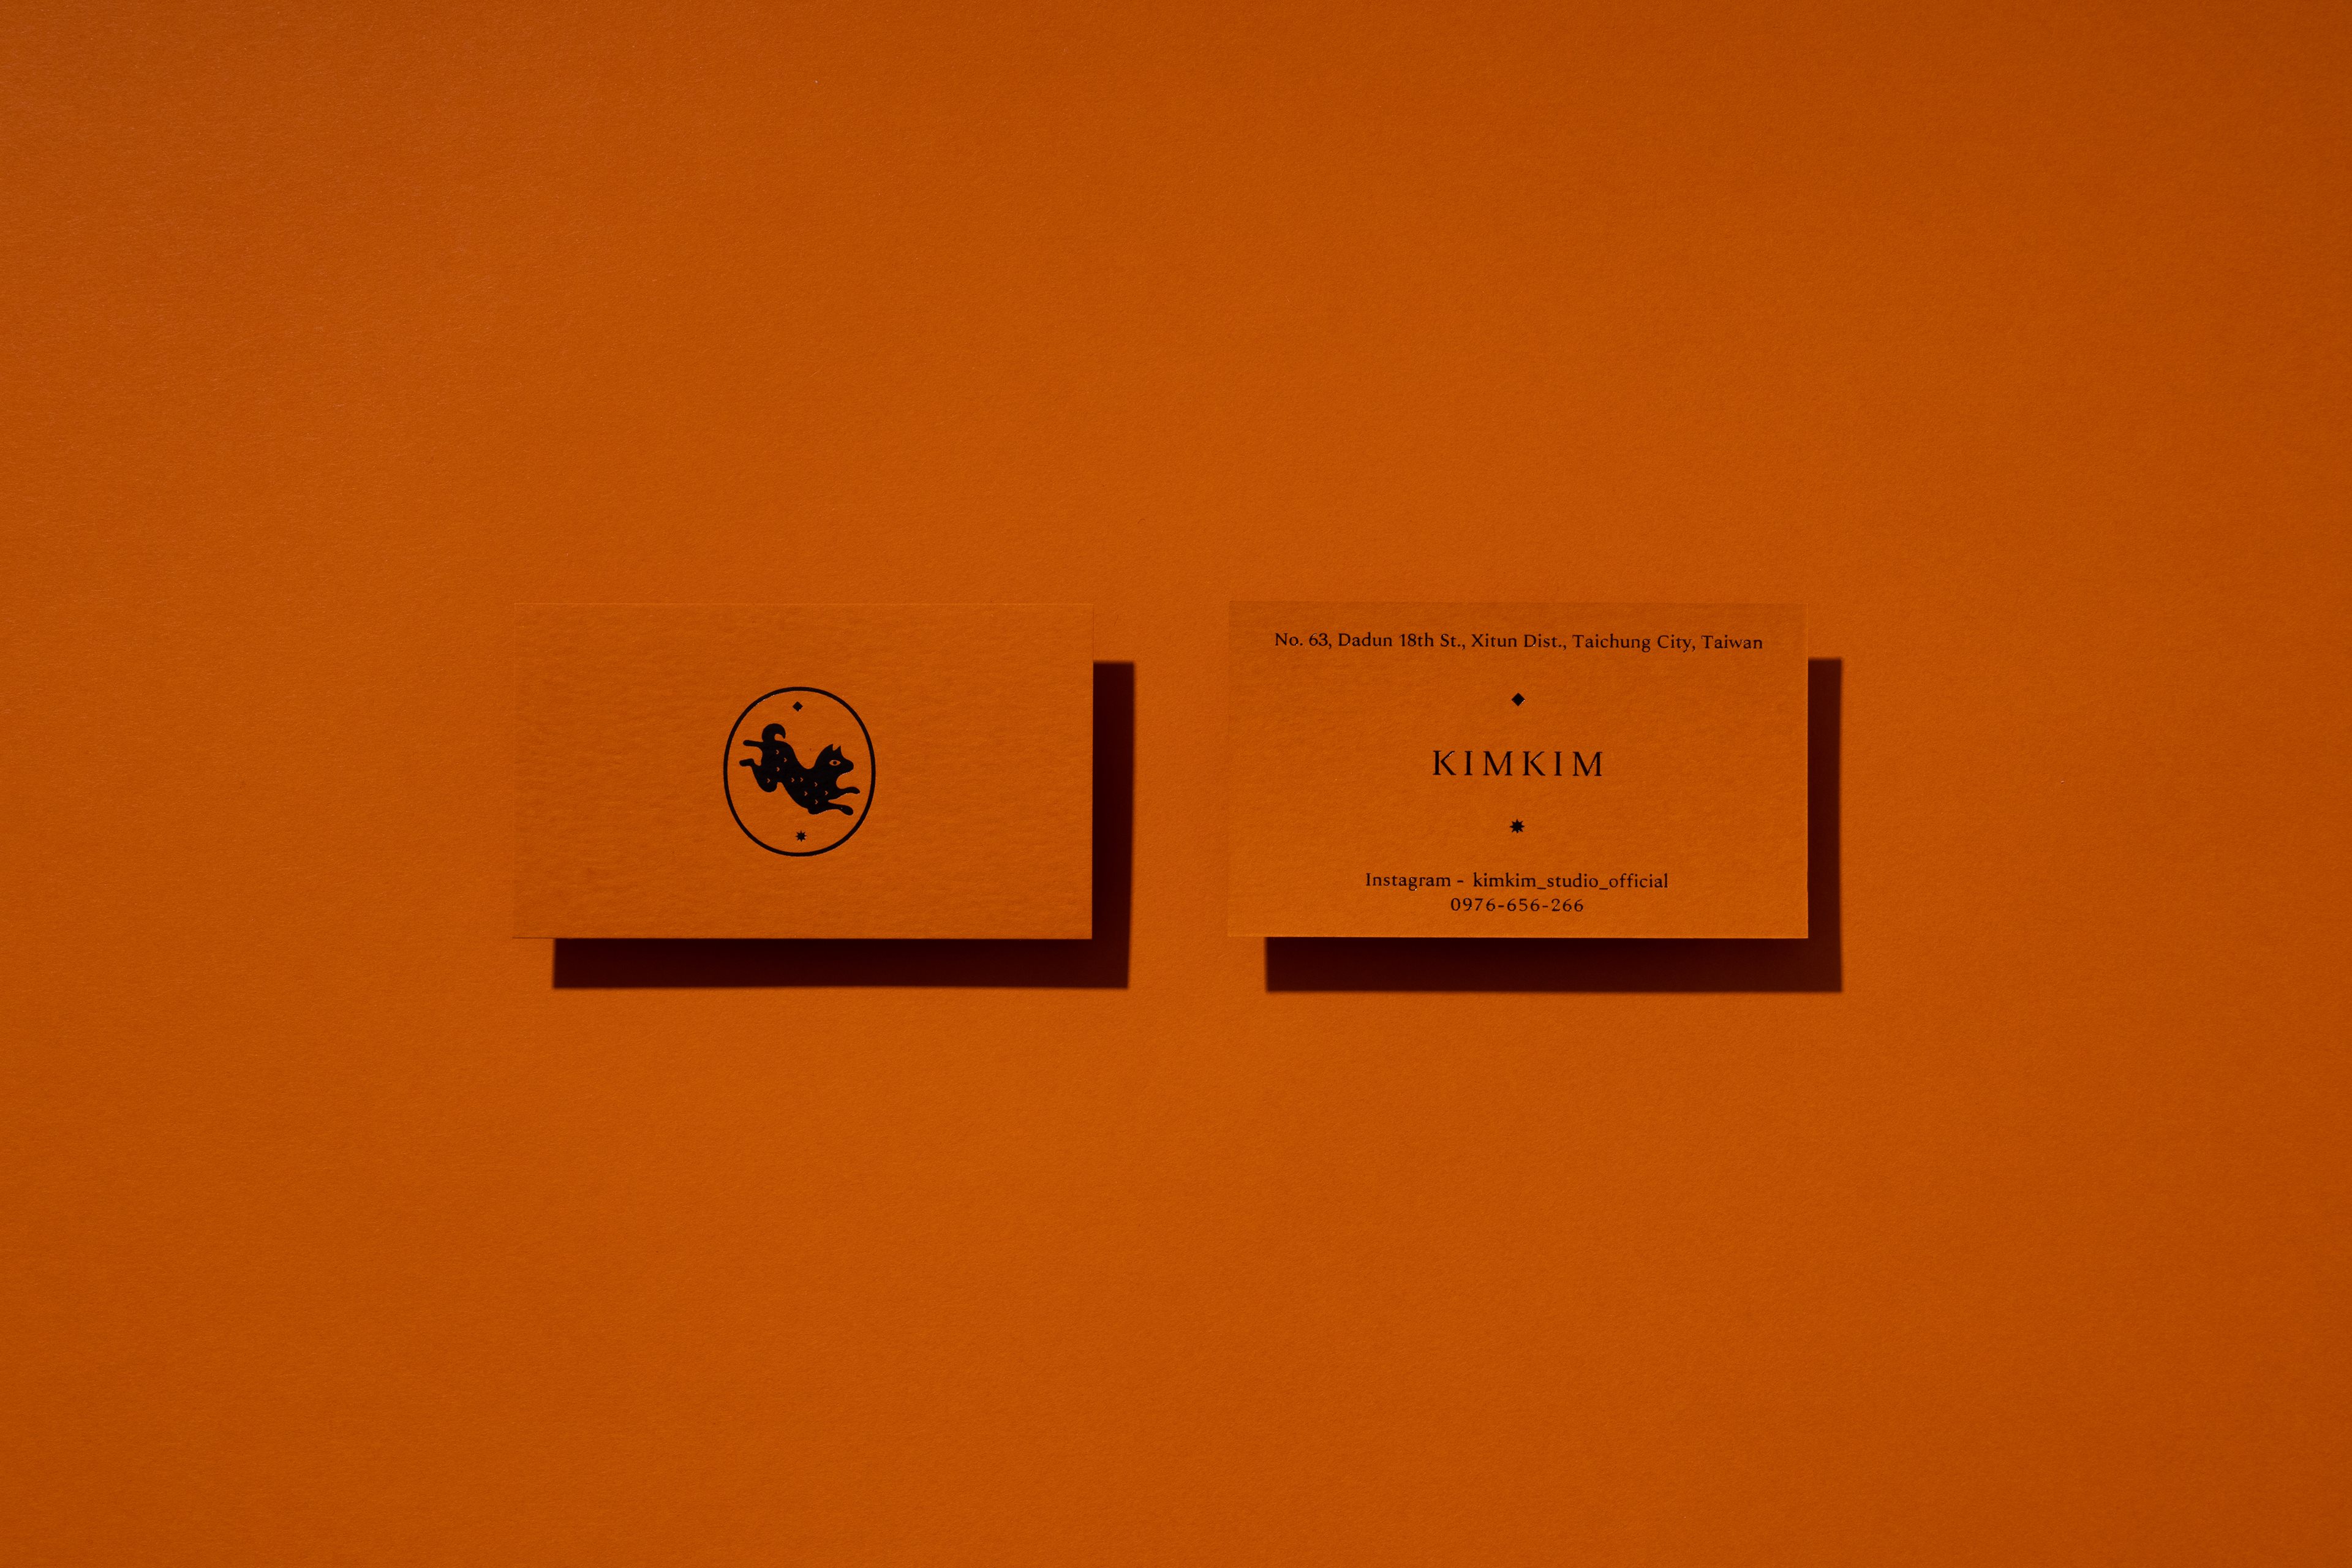 No. 63, Dadun 18th St., Xitun Dist., Taichung City, Taiwan
KIMKIM
Instagram - kimkim_studio_official
0976-656-266